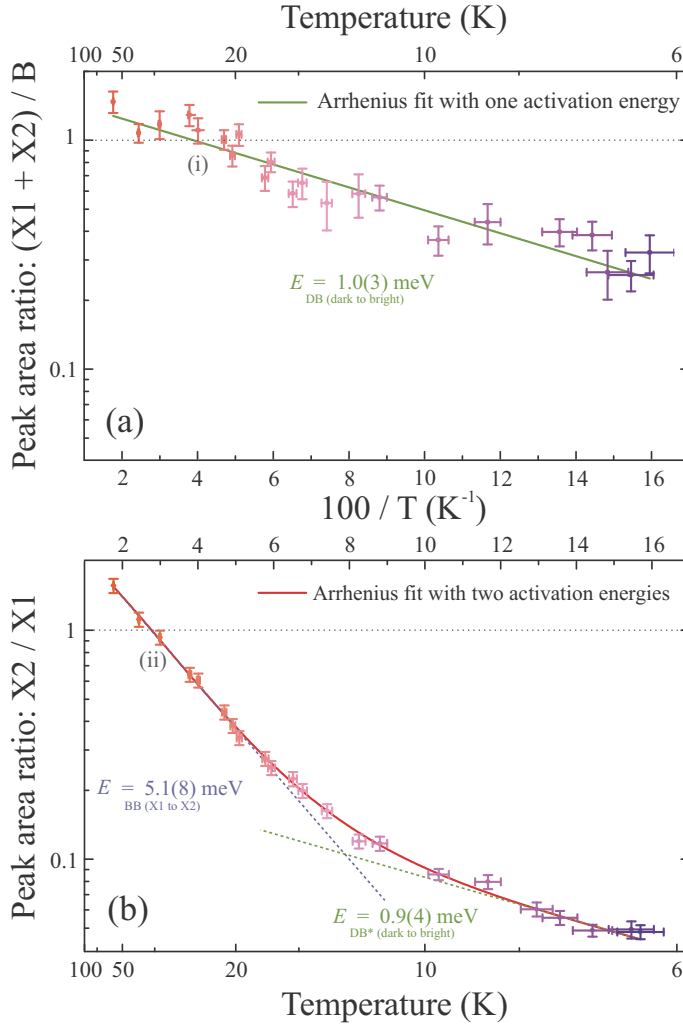 Temperature (K)
100 50 20 10 6
Peak area ratio: (X1 + X2) / B
Arrhenius fit with one activation energy
1
(i)
E = 1.0(3) meV
DB (dark to bright)
0.1
(a)
2 4 6 8 10 12 14 16
100 / T (K-1)
2 4 6 8 10 12 14 16
Peak area ratio: X2 / X1
Arrhenius fit with two activation energies
1
(ii)
E = 5.1(8) meV
BB (X1 to X2)
0.1
E = 0.9(4) meV
DB* (dark to bright)
(b)
100 50 20 10 6
Temperature (K)